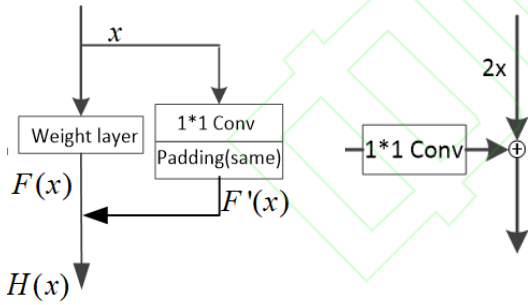 x
Weight layer
1*1 Conv
Padding(same)
F(x)
F'(x)
H(x)
2x
1*1 Conv
+